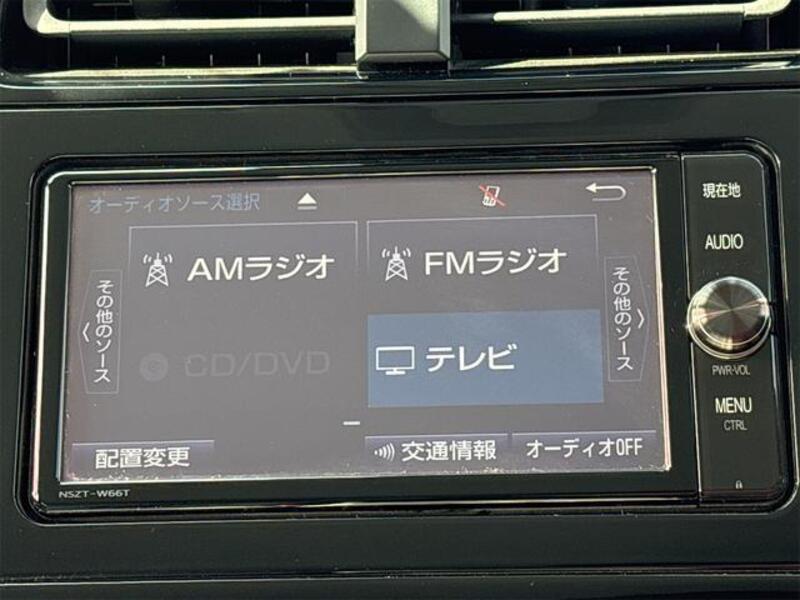 オーディオソース選択
現在地
AMラジオ
FMラジオ
AUDIO
その他のソース
その他のソース
CD/DVD
テレビ
PWR·VOL
MENU
CTRL
配置変更
交通情報
オーディオOFF
NSZT-W66T